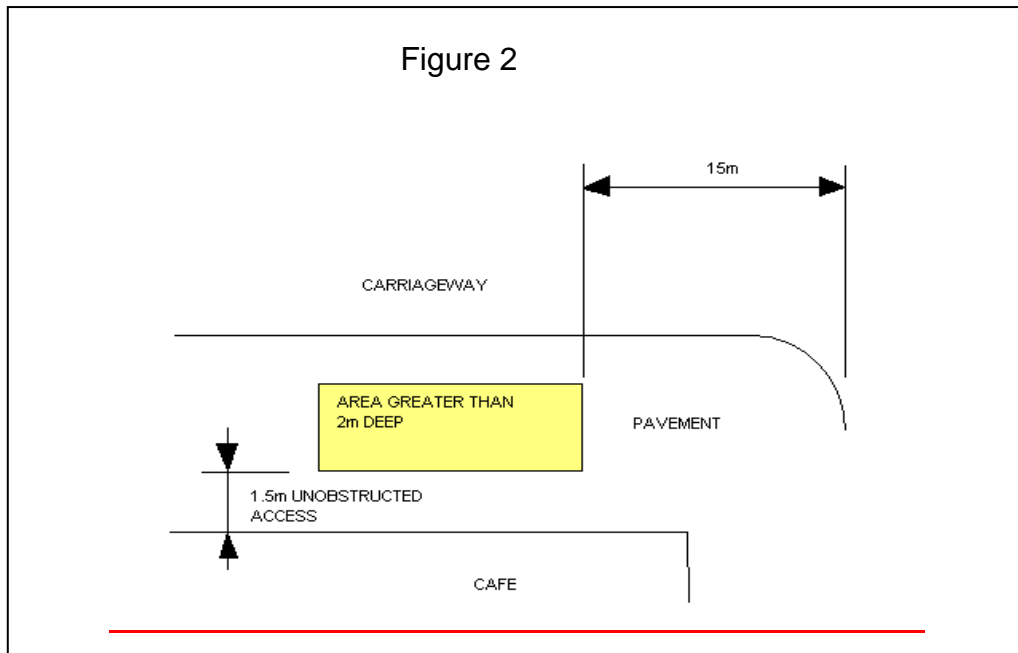 Figure 2
15m
CARRIAGEWAY
AREA GREATER THAN
2m DEEP
PAVEMENT
1.5m UNOBSTRUCTED
ACCESS
CAFE